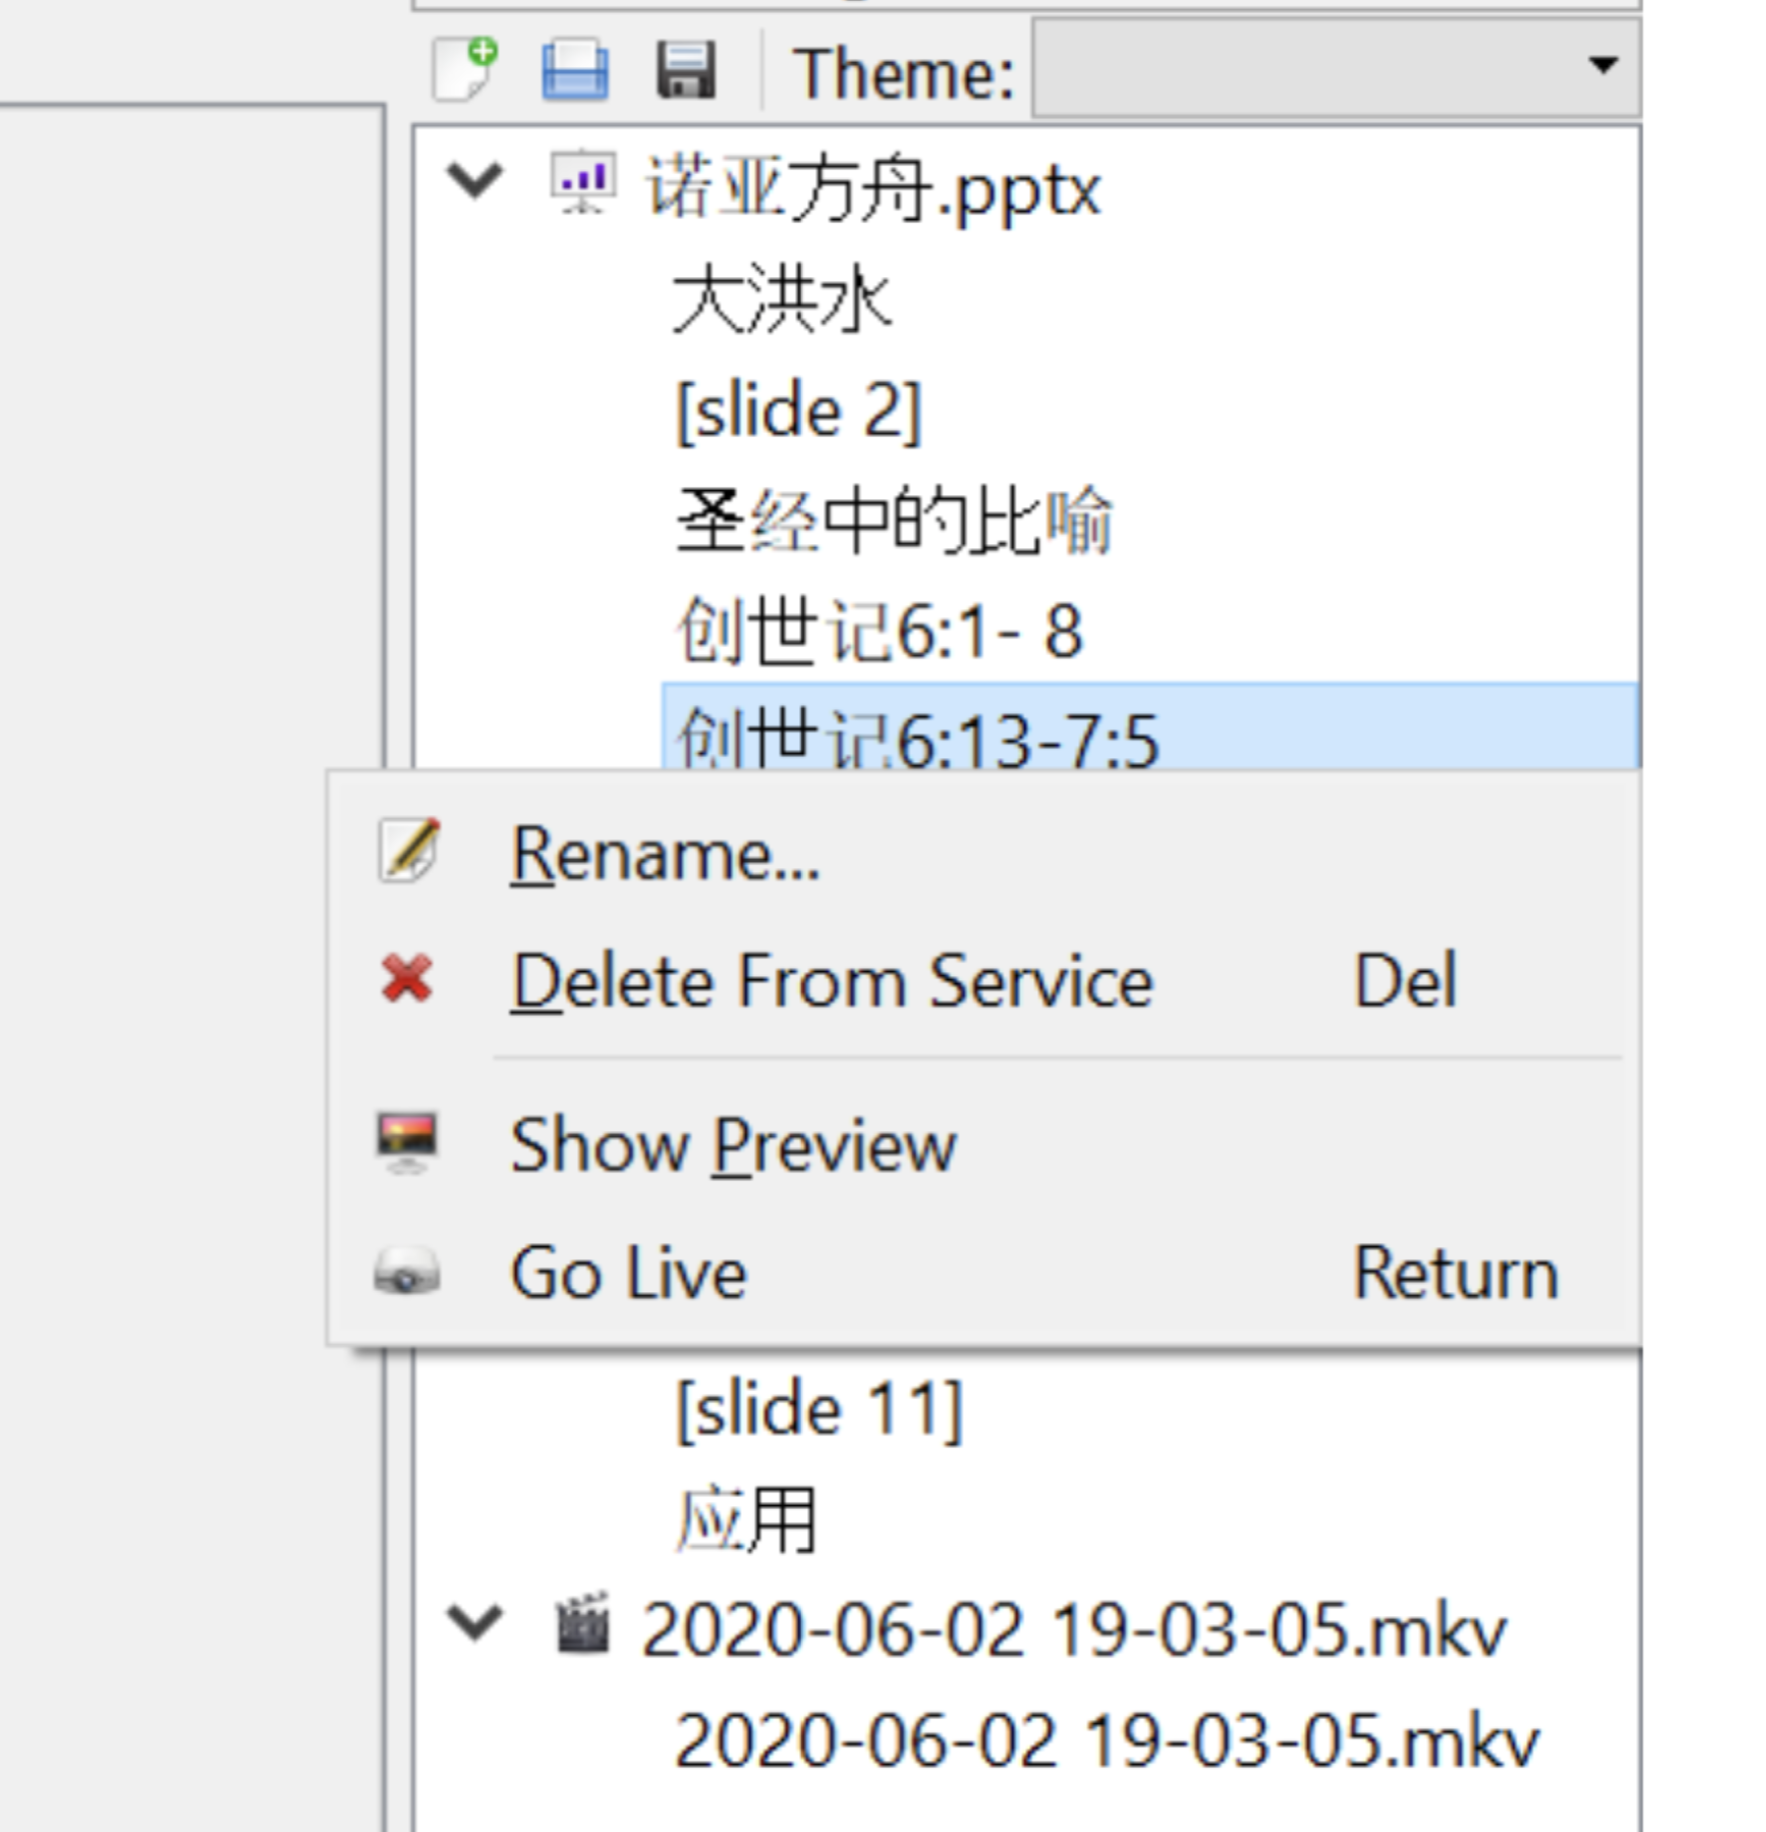 Theme:
诺亚方舟.pptx
大洪水
[slide 2]
圣经中的比喻
创世记6:1- 8
创世记6:13-7:5
Rename...
Delete From Service Del
Show Preview
Go Live Return
[slide 11]
应用
2020-06-02 19-03-05.mkv
2020-06-02 19-03-05.mkv